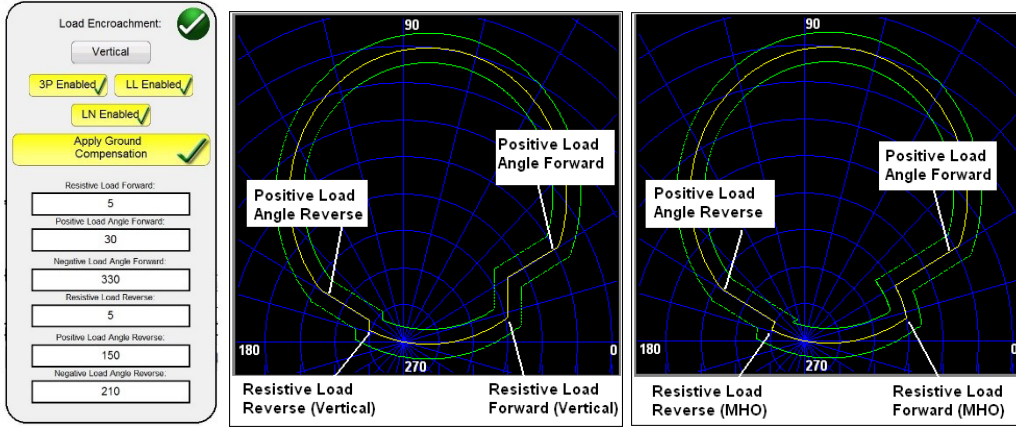 Load Encroachment:
Vertical
3P Enabled
LL Enabled
LN Enabled
Apply Ground
Compensation
Resistive Load Forward:
5
Positive Load Angle Forward:
30
Negative Load Angle Forward:
330
Resistive Load Reverse:
5
Positive Load Angle Reverse:
150
Negative Load Angle Reverse:
210
90
Positive Load
Angle Forward
Positive Load
Angle Reverse
180
0
270
Resistive Load
Reverse (Vertical)
Resistive Load
Forward (Vertical)
90
Positive Load
Angle Forward
Positive Load
Angle Reverse
180
0
270
Resistive Load
Reverse (MHO)
Resistive Load
Forward (MHO)